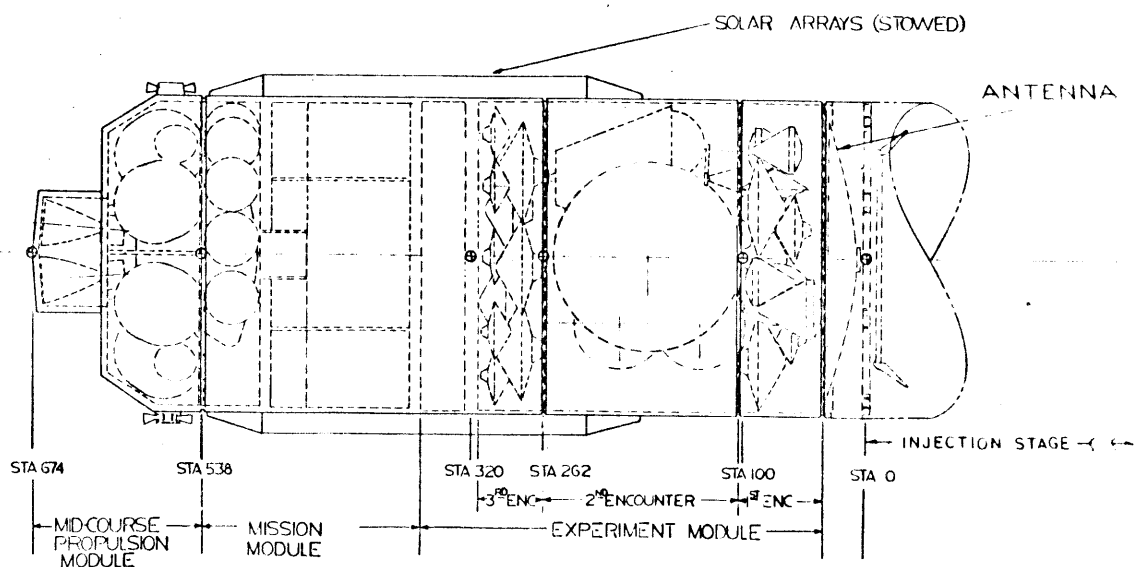 SOLAR ARRAYS (STOWED)
ANTENNA
INJECTION STAGE
STA 674
STA 538
STA 320
STA 262
STA 100
STA 0
3RD ENC
2ND ENCOUNTER
1ST ENC
MID-COURSE
PROPULSION
MODULE
MISSION
MODULE
EXPERIMENT MODULE